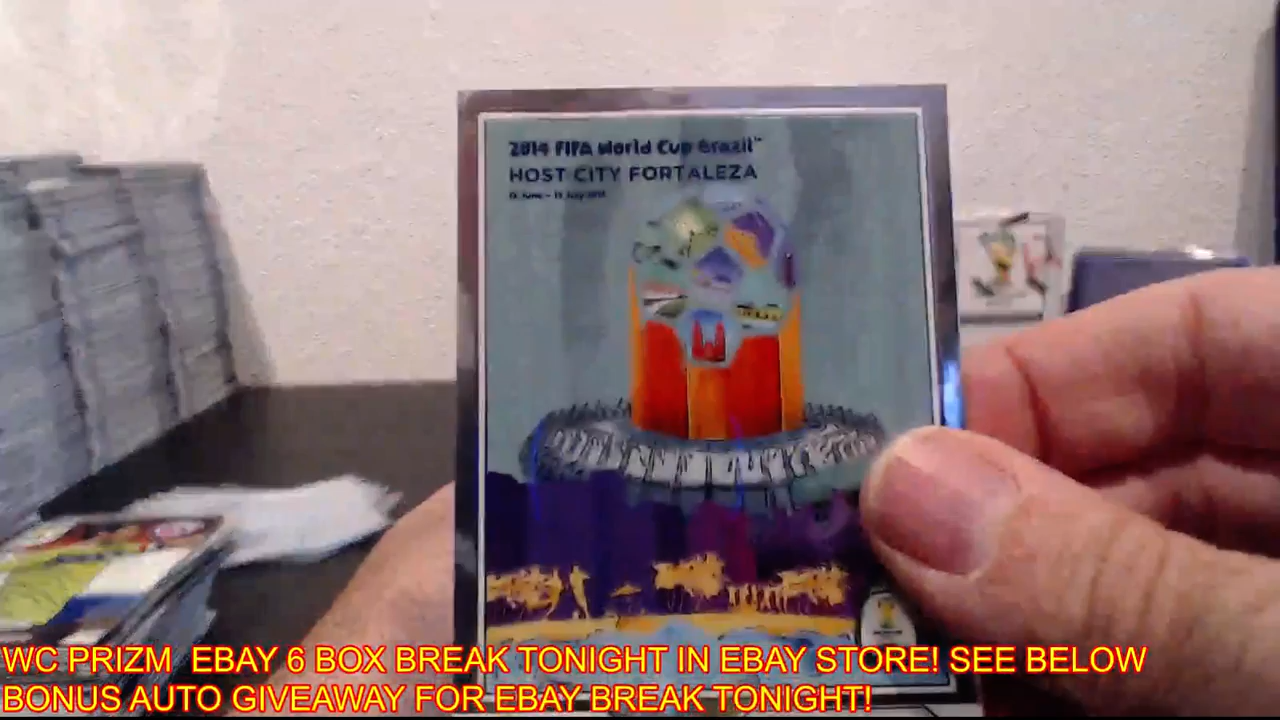 2014 FIFA World Cup Brazil™
HOST CITY FORTALEZA
WC PRIZM EBAY 6 BOX BREAK TONIGHT IN EBAY STORE! SEE BELOW
BONUS AUTO GIVEAWAY FOR EBAY BREAK TONIGHT!